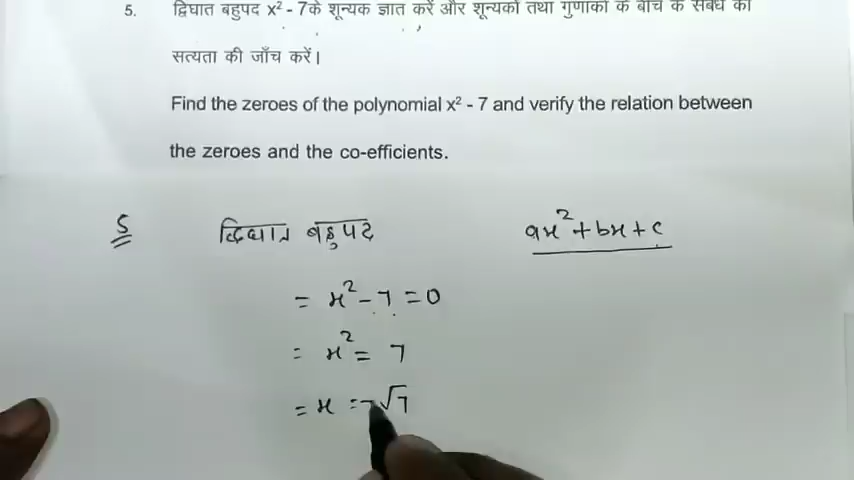 5. द्विघात बहुपद x² - 7 के शून्यक ज्ञात करें और शून्यकों तथा गुणांकों के बीच के संबंध की
सत्यता की जाँच करें।
Find the zeroes of the polynomial x² - 7 and verify the relation between
the zeroes and the co-efficients.
5 द्विघात बहुपद ax² + bx + c
= x² - 7 = 0
= x² = 7
= x = √7